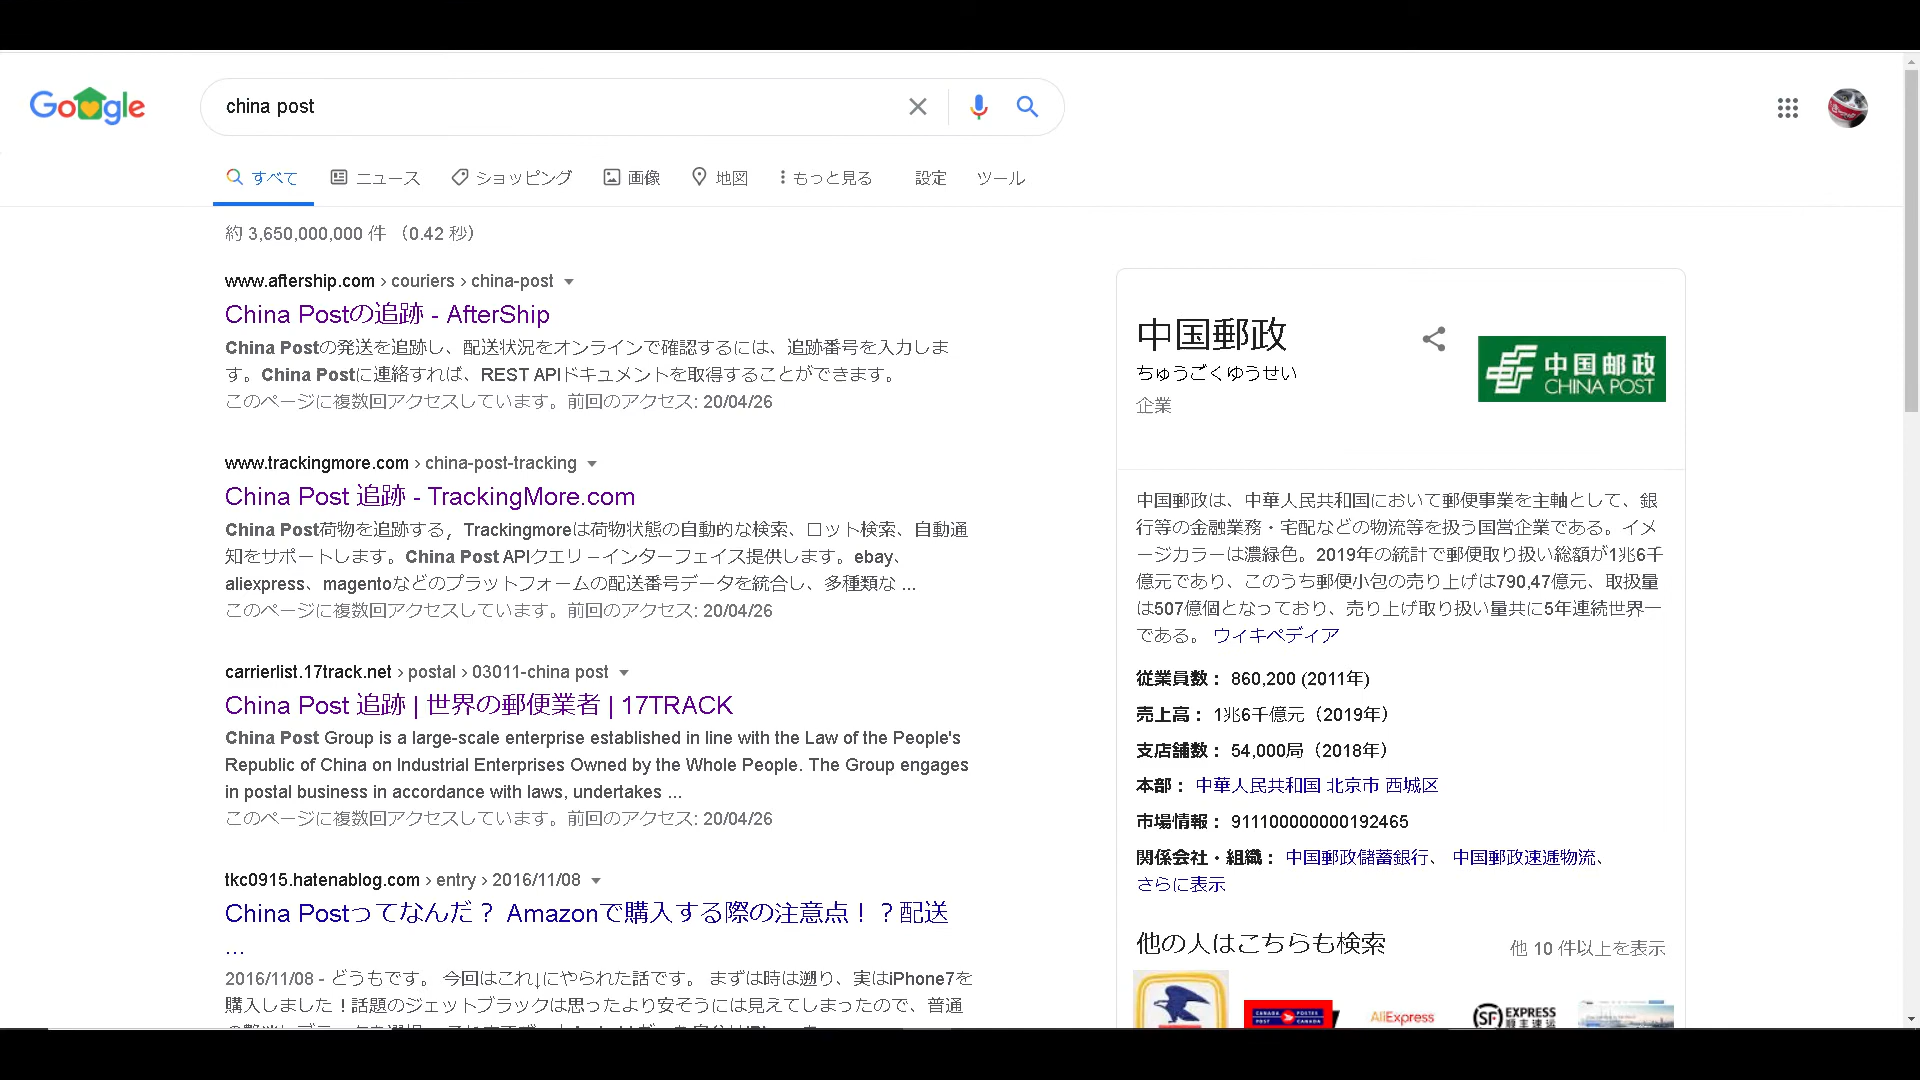 Google
china post
すべて
ニュース
ショッピング
画像
地図
もっと見る
設定
ツール
約 3,650,000,000 件 （0.42 秒）
www.aftership.com › couriers › china-post
China Postの追跡 - AfterShip
China Postの発送を追跡し、配送状況をオンラインで確認するには、追跡番号を入力しま
す。China Postに連絡すれば、REST APIドキュメントを取得することができます。
このページに複数回アクセスしています。前回のアクセス: 20/04/26
www.trackingmore.com › china-post-tracking
China Post 追跡 - TrackingMore.com
China Post荷物を追跡する，Trackingmoreは荷物状態の自動的な検索、ロット検索、自動通
知をサポートします。China Post APIクエリ－インターフェイス提供します。ebay、
aliexpress、magentoなどのプラットフォームの配送番号データを統合し、多種類な ...
このページに複数回アクセスしています。前回のアクセス: 20/04/26
carrierlist.17track.net › postal › 03011-china post
China Post 追跡 | 世界の郵便業者 | 17TRACK
China Post Group is a large-scale enterprise established in line with the Law of the People's
Republic of China on Industrial Enterprises Owned by the Whole People. The Group engages
in postal business in accordance with laws, undertakes ...
このページに複数回アクセスしています。前回のアクセス: 20/04/26
tkc0915.hatenablog.com › entry › 2016/11/08
China Postってなんだ？ Amazonで購入する際の注意点！？配送
...
2016/11/08 - どうもです。 今回はこれ↓にやられた話です。 まずは時は遡り、実はiPhone7を
購入しました！話題のジェットブラックは思ったより安そうには見えてしまったので、普通
中国郵政
ちゅうごくゆうせい
企業
中国邮政
CHINA POST
中国郵政は、中華人民共和国において郵便事業を主軸として、銀
行等の金融業務・宅配などの物流等を扱う国営企業である。イメ
ージカラーは濃緑色。2019年の統計で郵便取り扱い総額が1兆6千
億元であり、このうち郵便小包の売り上げは790,47億元、取扱量
は507億個となっており、売り上げ取り扱い量共に5年連続世界一
である。 ウィキペディア
従業員数： 860,200 (2011年)
売上高： 1兆6千億元（2019年）
支店舗数： 54,000局（2018年）
本部： 中華人民共和国 北京市 西城区
市場情報： 911100000000192465
関係会社・組織： 中国郵政儲蓄銀行、 中国郵政速逓物流、
さらに表示
他の人はこちらも検索
他 10 件以上を表示
CANADA POST POSTES CANADA
AliExpress
SF EXPRESS
顺丰速运